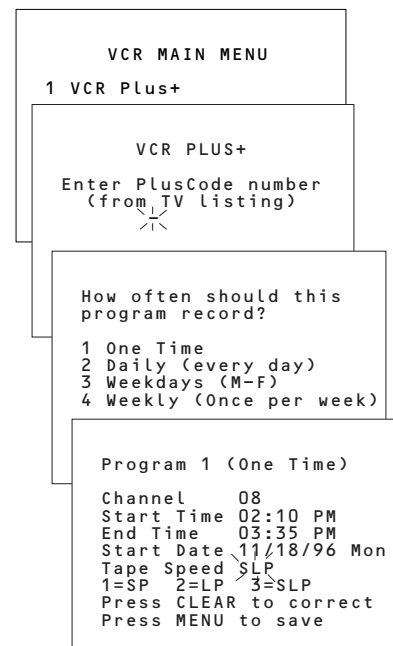 VCR MAIN MENU
1 VCR Plus+
VCR PLUS+
Enter PlusCode number
(from TV listing)
-
How often should this
program record?
1 One Time
2 Daily (every day)
3 Weekdays (M-F)
4 Weekly (Once per week)
Program 1 (One Time)
Channel 08
Start Time 02:10 PM
End Time 03:35 PM
Start Date 11/18/96 Mon
Tape Speed SLP
1=SP 2=LP 3=SLP
Press CLEAR to correct
Press MENU to save